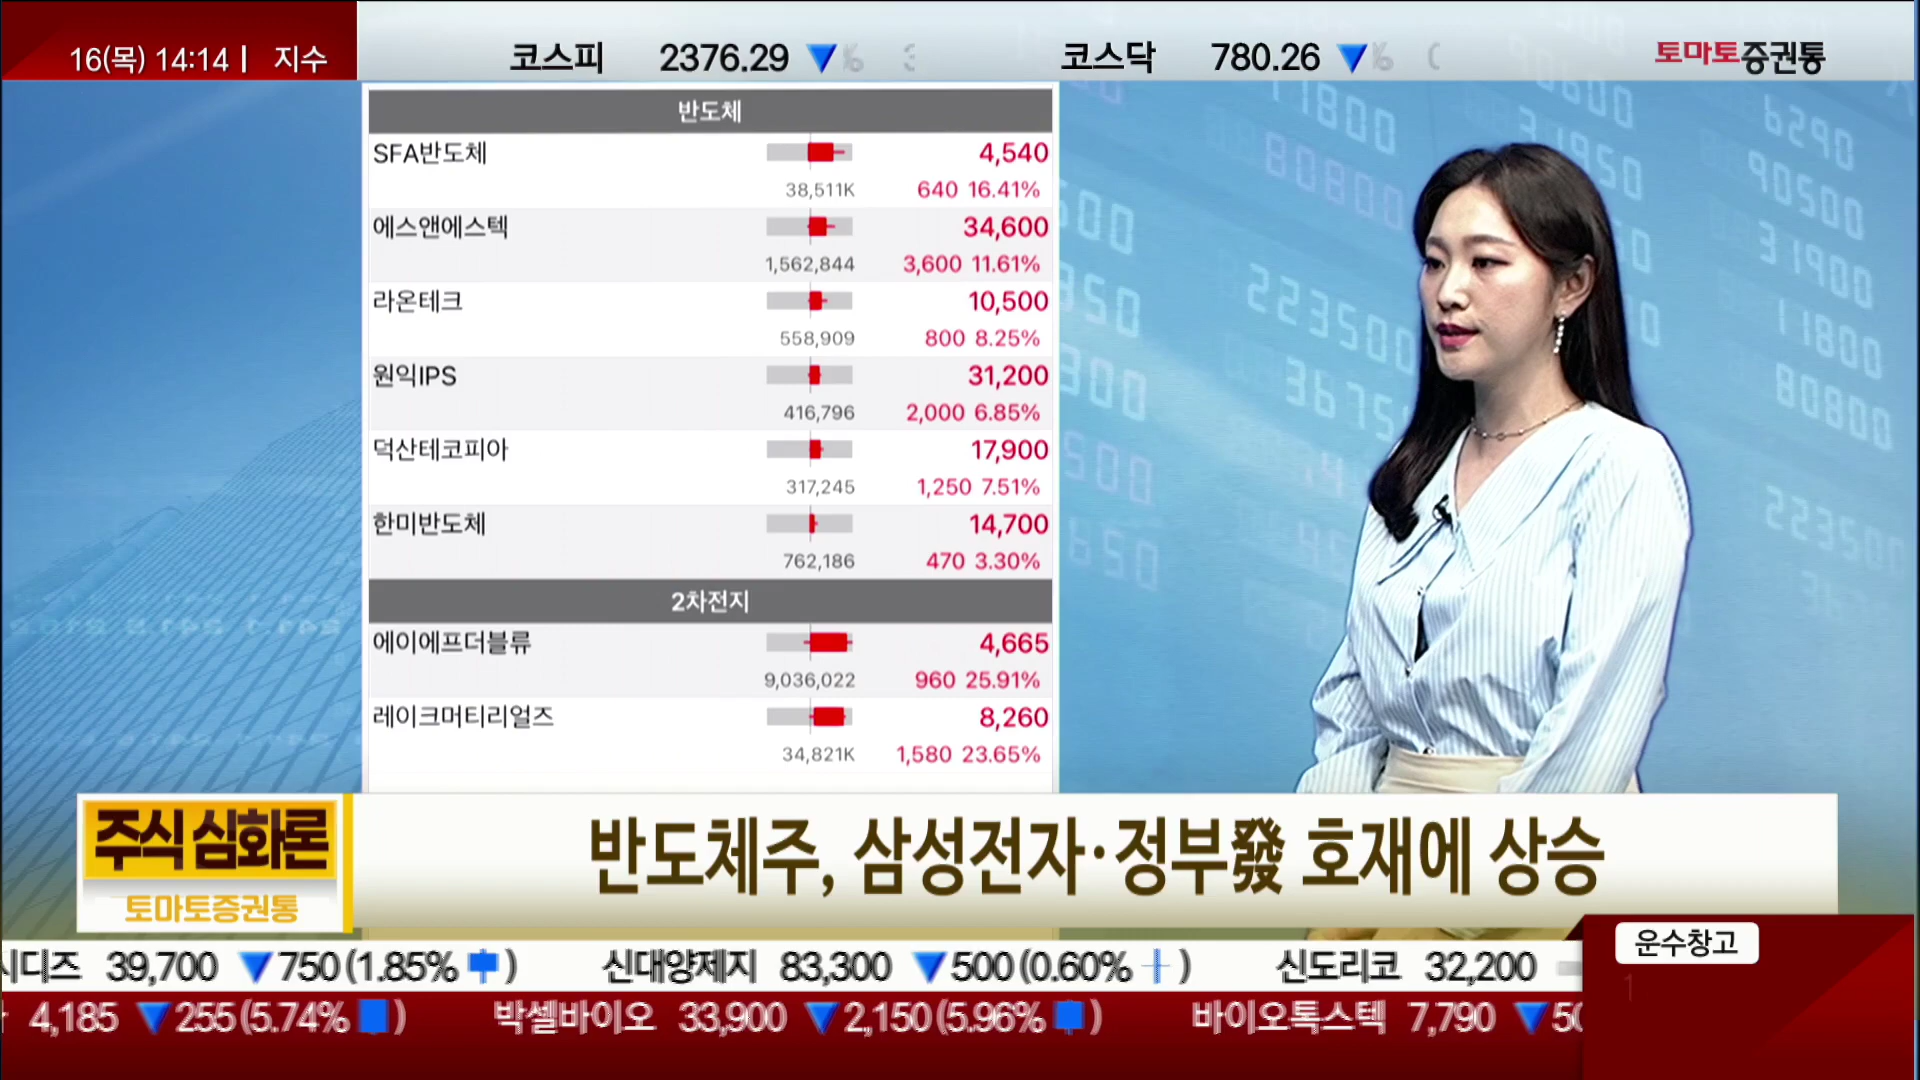 16(목) 14:14 | 지수
코스피 2376.29 ▼
코스닥 780.26 ▼
토마토증권통
반도체
SFA반도체 4,540
38,511K 640 16.41%
에스앤에스텍 34,600
1,562,844 3,600 11.61%
라온테크 10,500
558,909 800 8.25%
원익IPS 31,200
416,796 2,000 6.85%
덕산테코피아 17,900
317,245 1,250 7.51%
한미반도체 14,700
762,186 470 3.30%
2차전지
에이에프더블류 4,665
9,036,022 960 25.91%
레이크머티리얼즈 8,260
34,821K 1,580 23.65%
주식 심화론
토마토증권통
반도체주, 삼성전자·정부發 호재에 상승
시디즈 39,700 ▼750(1.85%) 신대양제지 83,300 ▼500(0.60%) 신도리코 32,200
운수창고
4,185 ▼255(5.74%) 박셀바이오 33,900 ▼2,150(5.96%) 바이오톡스텍 7,790 ▼50